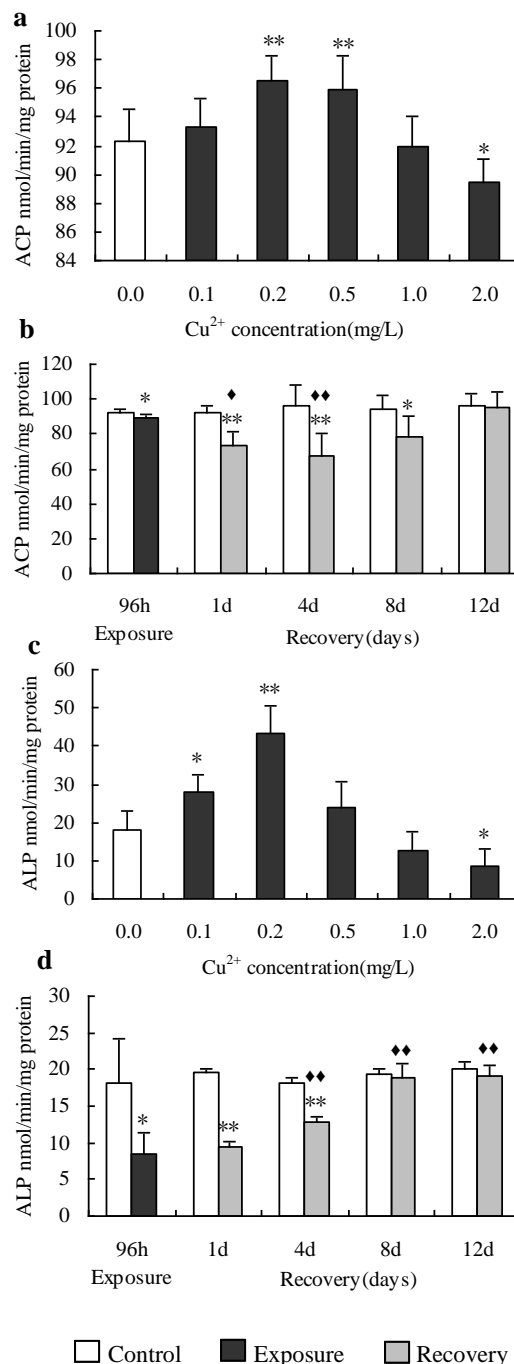 a
ACP nmol/min/mg protein
98
96
94
92
90
88
86
84
** **
*
0.0 0.1 0.2 0.5 1.0 2.0
Cu²⁺ concentration(mg/L)
b
ACP nmol/min/mg protein
120
100
80
60
40
20
0
* ♦ ** ♦♦ ** *
96h 1d 4d 8d 12d
Exposure Recovery(days)
c
ALP nmol/min/mg protein
60
50
40
30
20
10
0
* ** *
0.0 0.1 0.2 0.5 1.0 2.0
Cu²⁺ concentration(mg/L)
d
ALP nmol/min/mg protein
30
25
20
15
10
5
0
* ** ♦♦ ** ♦♦ ♦♦
96h 1d 4d 8d 12d
Exposure Recovery(days)
Control Exposure Recovery